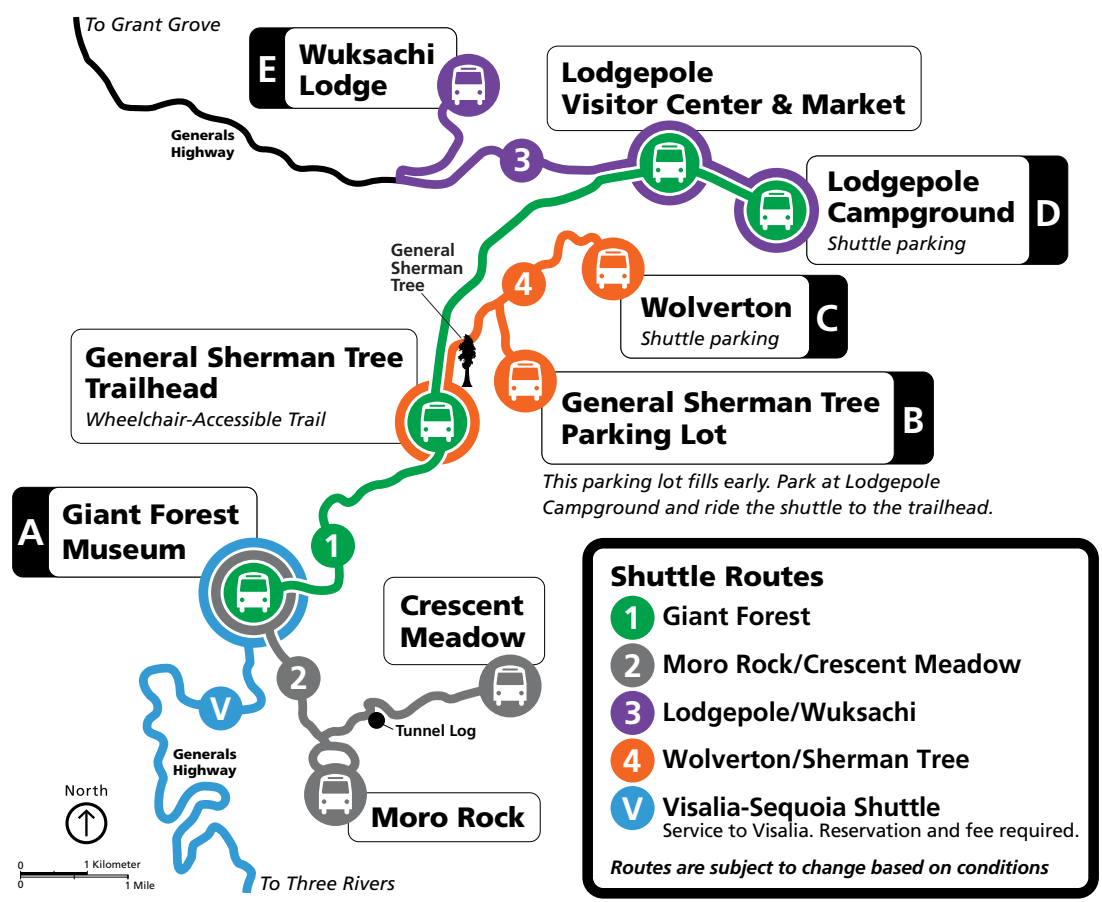 To Grant Grove
E
Wuksachi
Lodge
Lodgepole
Visitor Center & Market
Generals
Highway
3
Lodgepole
Campground
Shuttle parking
D
General
Sherman
Tree
4
Wolverton
Shuttle parking
C
General Sherman Tree
Trailhead
Wheelchair-Accessible Trail
General Sherman Tree
Parking Lot
B
This parking lot fills early. Park at Lodgepole
Campground and ride the shuttle to the trailhead.
A
Giant Forest
Museum
1
Crescent
Meadow
2
V
Tunnel Log
Generals
Highway
Moro Rock
North
0
1 Kilometer
0
1 Mile
To Three Rivers
Shuttle Routes
1 Giant Forest
2 Moro Rock/Crescent Meadow
3 Lodgepole/Wuksachi
4 Wolverton/Sherman Tree
V Visalia-Sequoia Shuttle
Service to Visalia. Reservation and fee required.
Routes are subject to change based on conditions